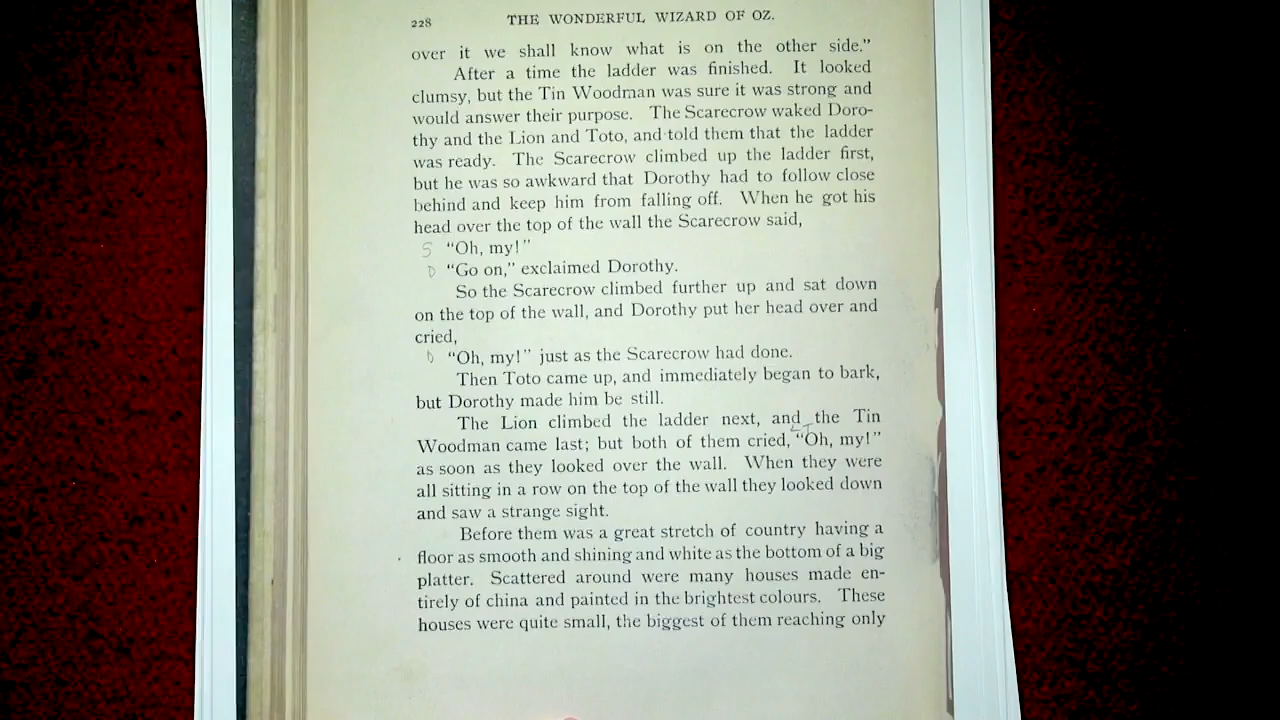 228 THE WONDERFUL WIZARD OF OZ.
over it we shall know what is on the other side."
After a time the ladder was finished. It looked
clumsy, but the Tin Woodman was sure it was strong and
would answer their purpose. The Scarecrow waked Doro-
thy and the Lion and Toto, and told them that the ladder
was ready. The Scarecrow climbed up the ladder first,
but he was so awkward that Dorothy had to follow close
behind and keep him from falling off. When he got his
head over the top of the wall the Scarecrow said,
S "Oh, my!"
D "Go on," exclaimed Dorothy.
So the Scarecrow climbed further up and sat down
on the top of the wall, and Dorothy put her head over and
cried,
D "Oh, my!" just as the Scarecrow had done.
Then Toto came up, and immediately began to bark,
but Dorothy made him be still.
The Lion climbed the ladder next, and the Tin
L T
Woodman came last; but both of them cried, "Oh, my!"
as soon as they looked over the wall. When they were
all sitting in a row on the top of the wall they looked down
and saw a strange sight.
Before them was a great stretch of country having a
floor as smooth and shining and white as the bottom of a big
platter. Scattered around were many houses made en-
tirely of china and painted in the brightest colours. These
houses were quite small, the biggest of them reaching only